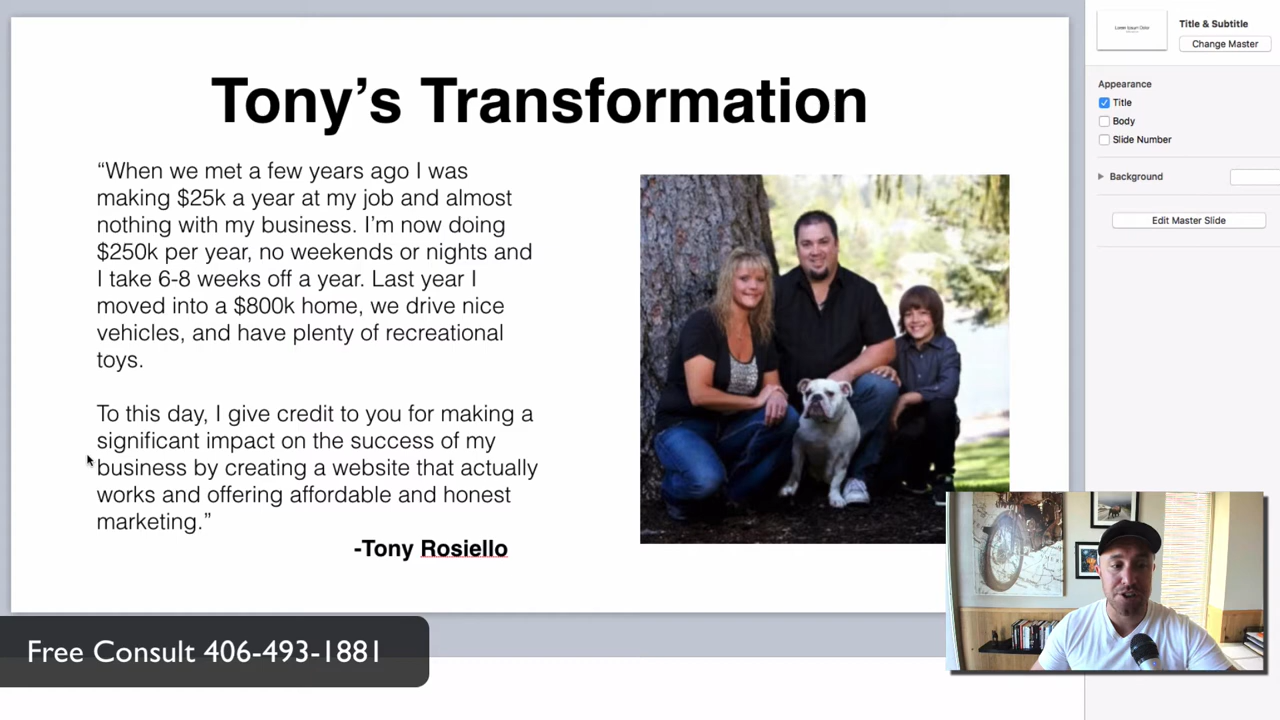 Tony’s Transformation
“When we met a few years ago I was
making $25k a year at my job and almost
nothing with my business. I’m now doing
$250k per year, no weekends or nights and
I take 6-8 weeks off a year. Last year I
moved into a $800k home, we drive nice
vehicles, and have plenty of recreational
toys.
To this day, I give credit to you for making a
significant impact on the success of my
business by creating a website that actually
works and offering affordable and honest
marketing.”
-Tony Rosiello
Free Consult 406-493-1881
Lorem Ipsum Dolor
Title & Subtitle
Change Master
Appearance
Title
Body
Slide Number
Background
Edit Master Slide